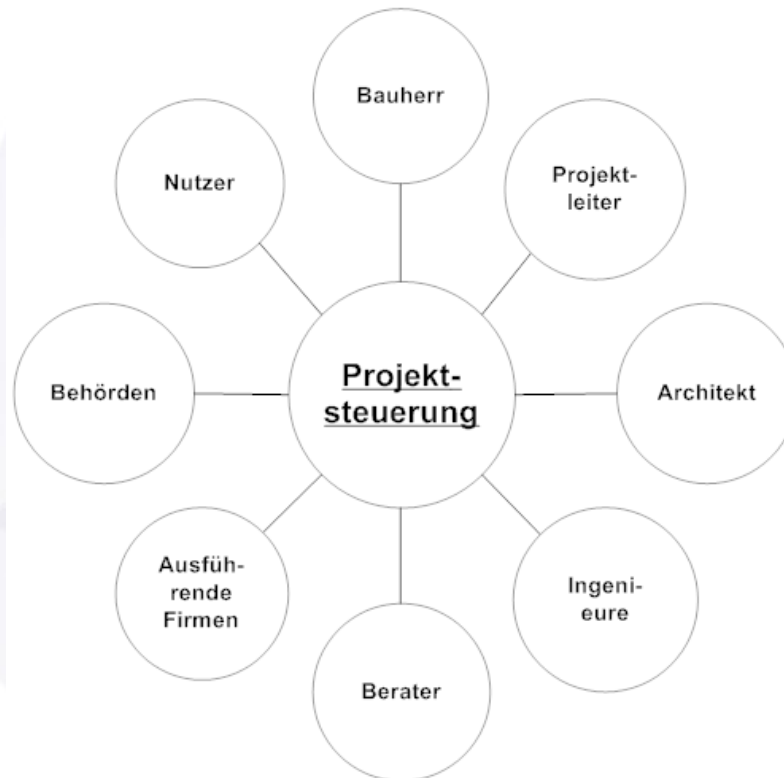 Bauherr
Projekt-
leiter
Nutzer
Projekt-
steuerung
Behörden
Architekt
Ausfüh-
rende
Firmen
Ingeni-
eure
Berater